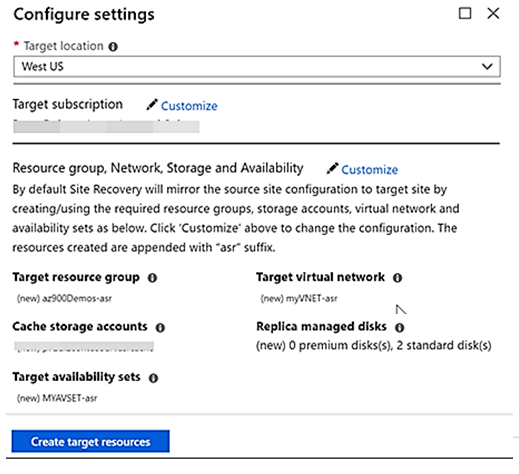 Configure settings
* Target location
West US
Target subscription Customize
Resource group, Network, Storage and Availability Customize
By default Site Recovery will mirror the source site configuration to target site by
creating/using the required resource groups, storage accounts, virtual network and
availability sets as below. Click 'Customize' above to change the configuration. The
resources created are appended with "asr" suffix.
Target resource group Target virtual network
(new) az900Demos-asr (new) myVNET-asr
Cache storage accounts Replica managed disks
(new) 0 premium disks(s), 2 standard disk(s)
Target availability sets
(new) MYAVSET-asr
Create target resources